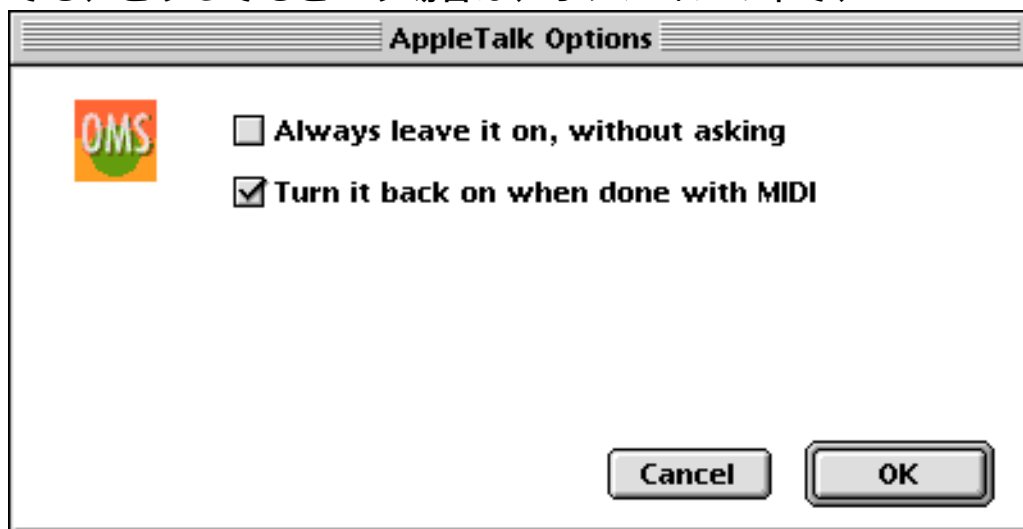 AppleTalk Options
OMS
Always leave it on, without asking
Turn it back on when done with MIDI
Cancel
OK